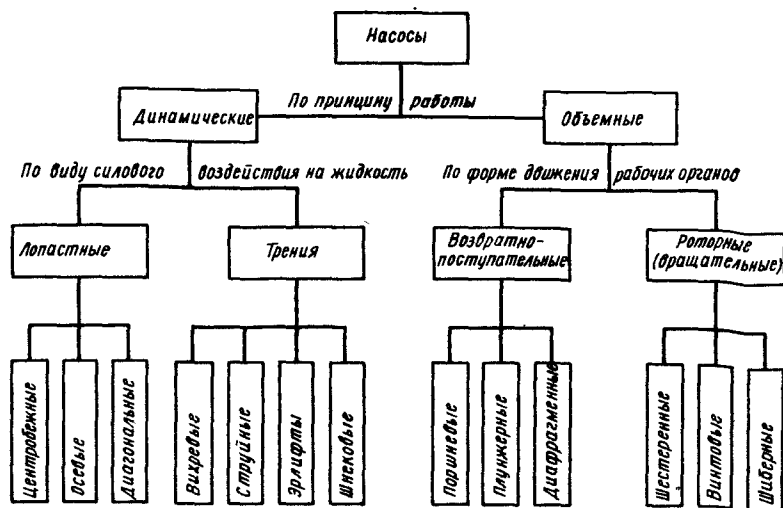 Насосы
По принципу работы
Динамические
Объемные
По виду силового воздействия на жидкость
По форме движения рабочих органов
Лопастные
Трения
Возвратно-
поступательные
Роторные
(вращательные)
Центробежные
Осевые
Диагональные
Вихревые
Струйные
Эрлифты
Шнековые
Поршневые
Плунжерные
Диафрагменные
Шестеренные
Винтовые
Шиберные